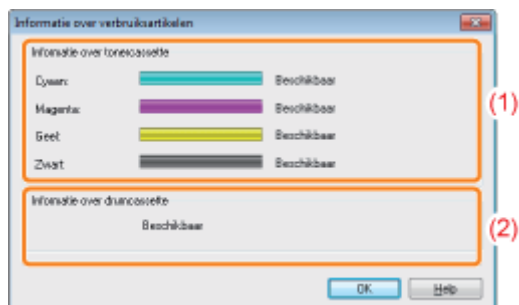 Informatie over verbruiksartikelen
Informatie over tonercassette
Cyaan: Beschikbaar
Magenta: Beschikbaar
Geel: Beschikbaar
Zwart Beschikbaar
(1)
Informatie over drumcassette
Beschikbaar
(2)
OK Help